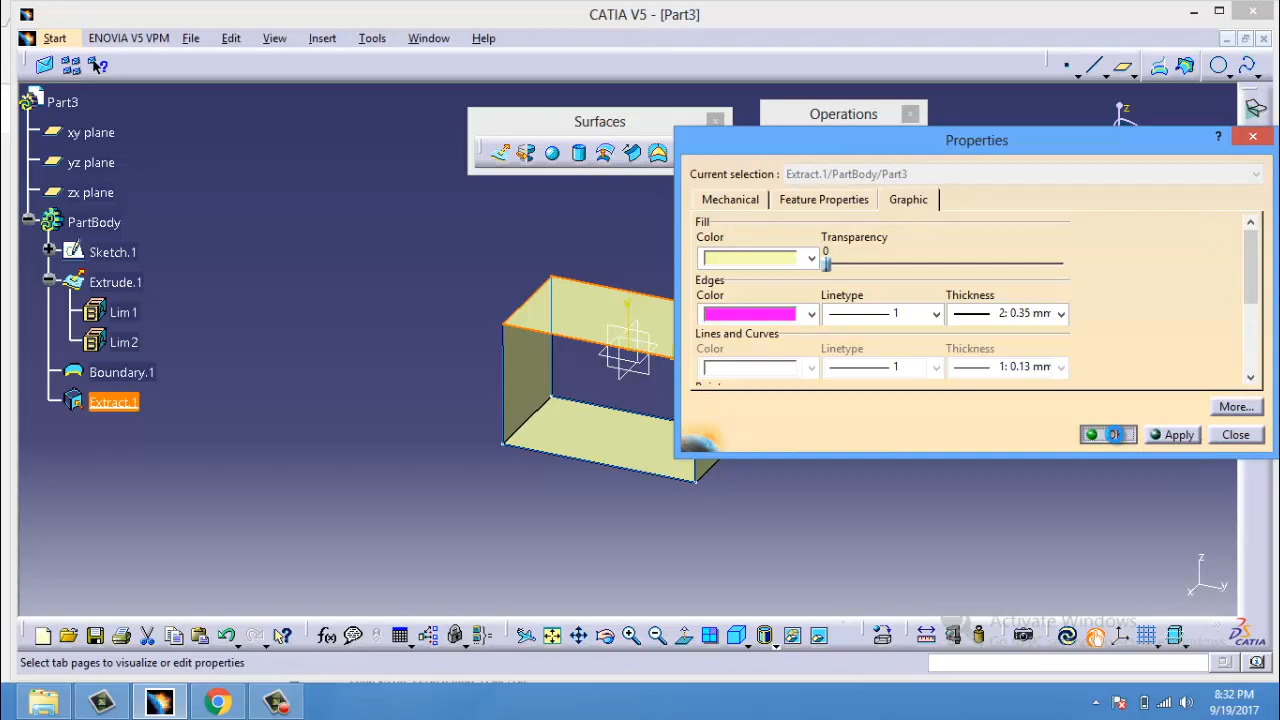 CATIA V5 - [Part3]
Start ENOVIA V5 VPM File Edit View Insert Tools Window Help
Part3
xy plane
yz plane
zx plane
PartBody
Sketch.1
Extrude.1
Lim1
Lim2
Boundary.1
Extract.1
Surfaces
Operations
z
Properties
Current selection : Extract.1/PartBody/Part3
Mechanical Feature Properties Graphic
Fill
Color Transparency
0
Edges
Color Linetype Thickness
1 2: 0.35 mm
Lines and Curves
Color Linetype Thickness
1 1: 0.13 mm
More...
Apply Close
z
x y
Activate Windows
CATIA
Select tab pages to visualize or edit properties
8:32 PM
9/19/2017